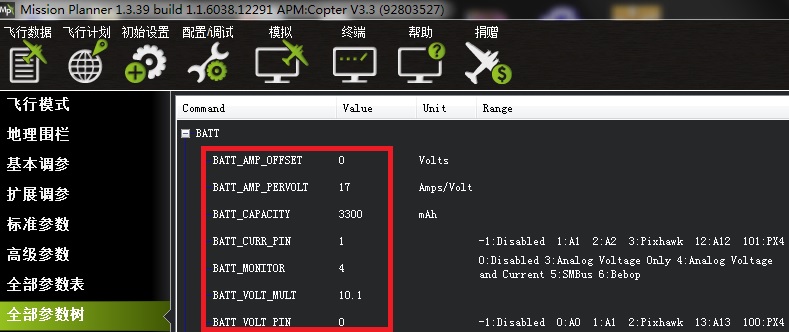 Mission Planner 1.3.39 build 1.1.6038.12291 APM:Copter V3.3 (92803527)
飞行数据 飞行计划 初始设置 配置/调试 模拟 终端 帮助 捐赠
飞行模式
地理围栏
基本调参
扩展调参
标准参数
高级参数
全部参数表
全部参数树
Command Value Unit Range
BATT
BATT_AMP_OFFSET 0 Volts
BATT_AMP_PERVOLT 17 Amps/Volt
BATT_CAPACITY 3300 mAh
BATT_CURR_PIN 1 -1:Disabled 1:A1 2:A2 3:Pixhawk 12:A12 101:PX4
BATT_MONITOR 4 0:Disabled 3:Analog Voltage Only 4:Analog Voltage
and Current 5:SMBus 6:Bebop
BATT_VOLT_MULT 10.1
BATT_VOLT_PIN 0 -1:Disabled 0:A0 1:A1 2:Pixhawk 13:A13 100:PX4